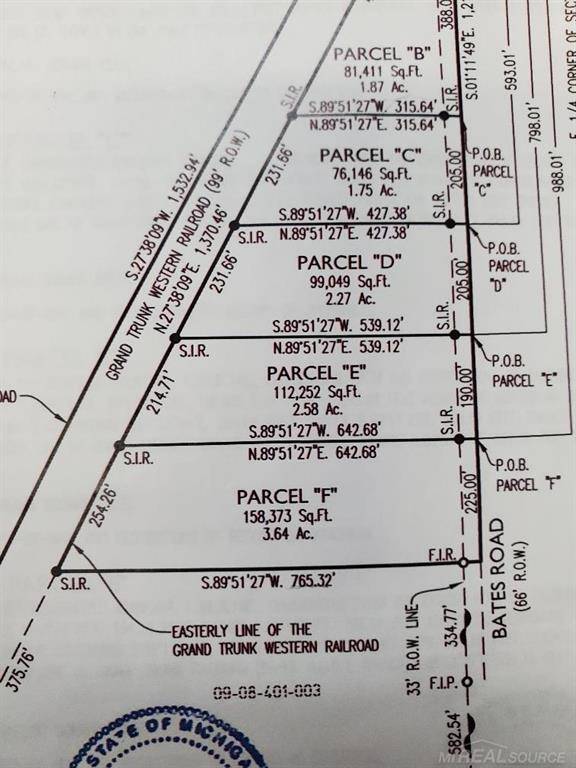 388.0
S.01°11'49"E. 1,2
593.01'
798.01'
988.01'
E. 1/4 CORNER OF SEC
PARCEL "B"
81,411 Sq.Ft.
1.87 Ac.
S.I.R.
S.89°51'27"W. 315.64'
N.89°51'27"E. 315.64'
S.I.R.
P.O.B.
PARCEL
"C"
S.27°38'09"W. 1,532.94'
GRAND TRUNK WESTERN RAILROAD (99' R.O.W.)
N.27°38'09"E. 1,370.46'
231.66'
PARCEL "C"
76,146 Sq.Ft.
1.75 Ac.
205.00'
S.I.R.
S.89°51'27"W. 427.38'
N.89°51'27"E. 427.38'
S.I.R.
P.O.B.
PARCEL
"D"
231.66'
PARCEL "D"
99,049 Sq.Ft.
2.27 Ac.
205.00'
S.I.R.
S.89°51'27"W. 539.12'
N.89°51'27"E. 539.12'
S.I.R.
P.O.B.
PARCEL "E"
214.71'
PARCEL "E"
112,252 Sq.Ft.
2.58 Ac.
190.00'
OAD
S.I.R.
S.89°51'27"W. 642.68'
N.89°51'27"E. 642.68'
S.I.R.
P.O.B.
PARCEL "F"
254.26'
PARCEL "F"
158,373 Sq.Ft.
3.64 Ac.
225.00'
F.I.R.
S.I.R.
S.89°51'27"W. 765.32'
BATES ROAD
(66' R.O.W.)
375.76'
EASTERLY LINE OF THE
GRAND TRUNK WESTERN RAILROAD
33' R.O.W. LINE
334.77'
F.I.P.
582.54'
09-08-401-003
STATE OF MICHIGA
MiREALsource